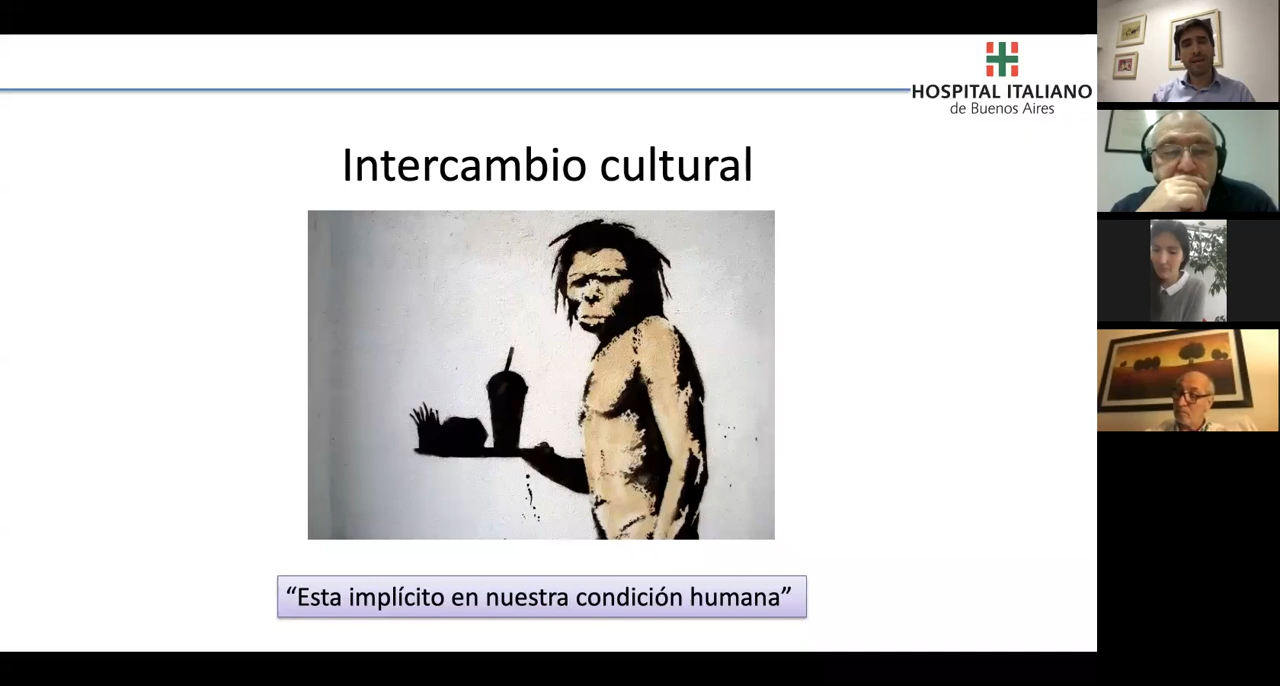 HOSPITAL ITALIANO
de Buenos Aires
Intercambio cultural
“Esta implícito en nuestra condición humana”